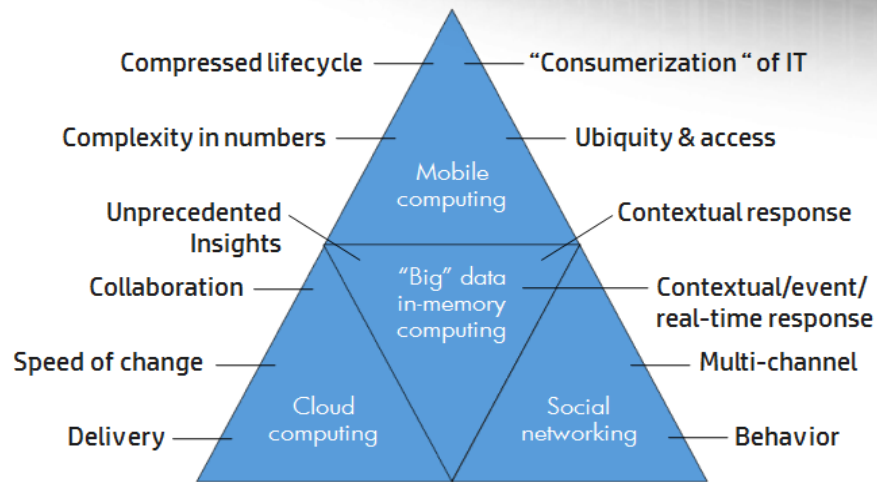 Compressed lifecycle
“Consumerization “ of IT
Complexity in numbers
Ubiquity & access
Mobile
computing
Unprecedented
Insights
Contextual response
“Big” data
in-memory
computing
Collaboration
Contextual/event/
real-time response
Speed of change
Multi-channel
Cloud
computing
Social
networking
Delivery
Behavior